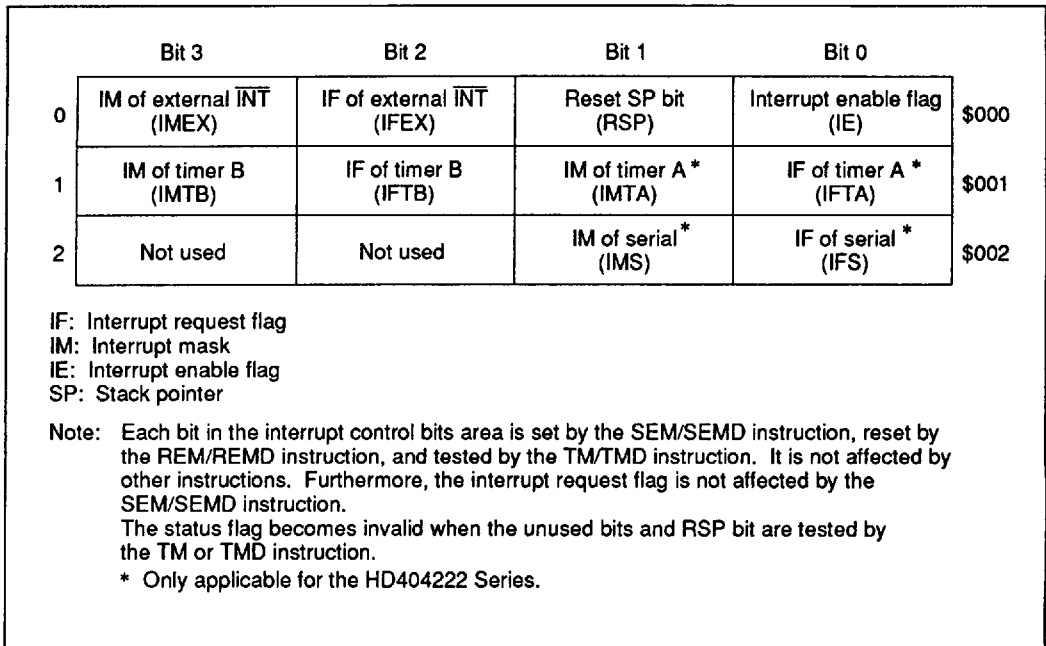 Bit 3 Bit 2 Bit 1 Bit 0
0 IM of external I̅N̅T̅ (IMEX) IF of external I̅N̅T̅ (IFEX) Reset SP bit (RSP) Interrupt enable flag (IE) $000
1 IM of timer B (IMTB) IF of timer B (IFTB) IM of timer A * (IMTA) IF of timer A * (IFTA) $001
2 Not used Not used IM of serial * (IMS) IF of serial * (IFS) $002
IF: Interrupt request flag
IM: Interrupt mask
IE: Interrupt enable flag
SP: Stack pointer
Note: Each bit in the interrupt control bits area is set by the SEM/SEMD instruction, reset by
the REM/REMD instruction, and tested by the TM/TMD instruction. It is not affected by
other instructions. Furthermore, the interrupt request flag is not affected by the
SEM/SEMD instruction.
The status flag becomes invalid when the unused bits and RSP bit are tested by
the TM or TMD instruction.
* Only applicable for the HD404222 Series.